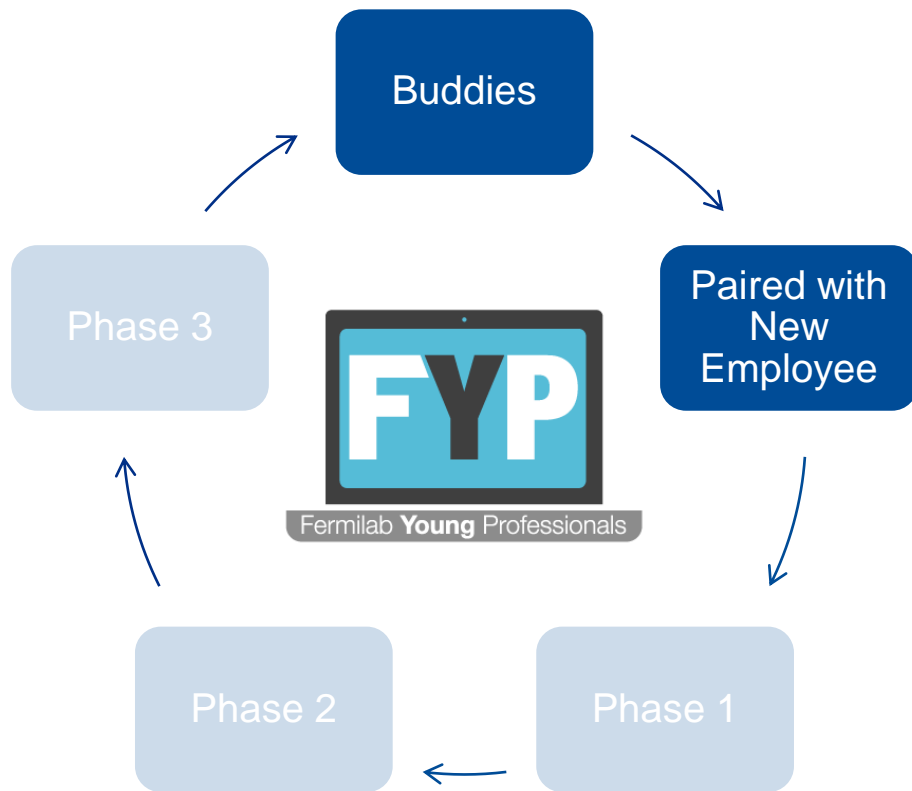 Buddies
Paired with
New
Employee
Phase 3
FYP
Fermilab Young Professionals
Phase 2
Phase 1